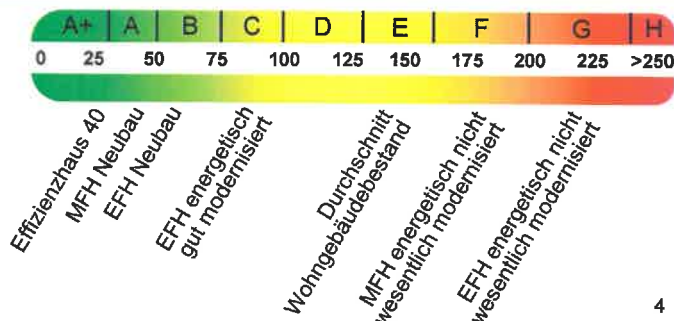 A+ A B C D E F G H
0 25 50 75 100 125 150 175 200 225 >250
Effizienzhaus 40
MFH Neubau
EFH Neubau
EFH energetisch
gut modernisiert
Durchschnitt
Wohngebäudebestand
MFH energetisch nicht
wesentlich modernisiert
EFH energetisch nicht
wesentlich modernisiert
4